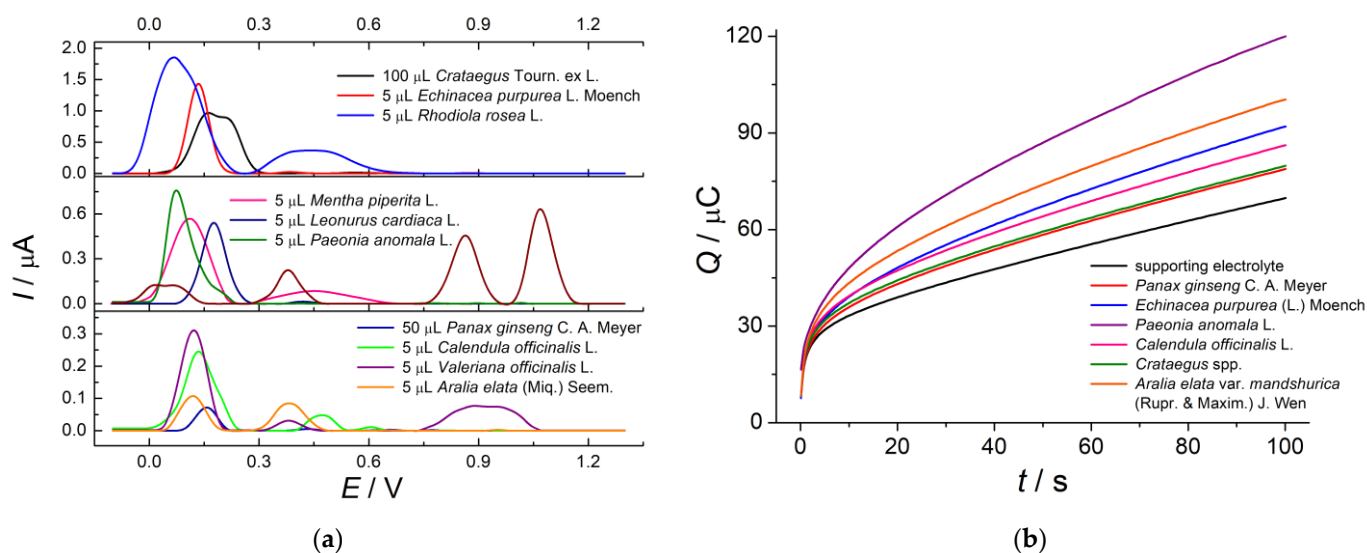 0.0 0.3 0.6 0.9 1.2
2.0
1.5
1.0
0.5
0.0
100 μL Crataegus Tourn. ex L.
5 μL Echinacea purpurea L. Moench
5 μL Rhodiola rosea L.
0.6
0.3
0.0
5 μL Mentha piperita L.
5 μL Leonurus cardiaca L.
5 μL Paeonia anomala L.
0.3
0.2
0.1
0.0
50 μL Panax ginseng C. A. Meyer
5 μL Calendula officinalis L.
5 μL Valeriana officinalis L.
5 μL Aralia elata (Miq.) Seem.
I / μA
0.0 0.3 0.6 0.9 1.2
E / V
(a)
120
90
60
30
0
Q / μC
supporting electrolyte
Panax ginseng C. A. Meyer
Echinacea purpurea (L.) Moench
Paeonia anomala L.
Calendula officinalis L.
Crataegus spp.
Aralia elata var. mandshurica
(Rupr. & Maxim.) J. Wen
0 20 40 60 80 100
t / s
(b)